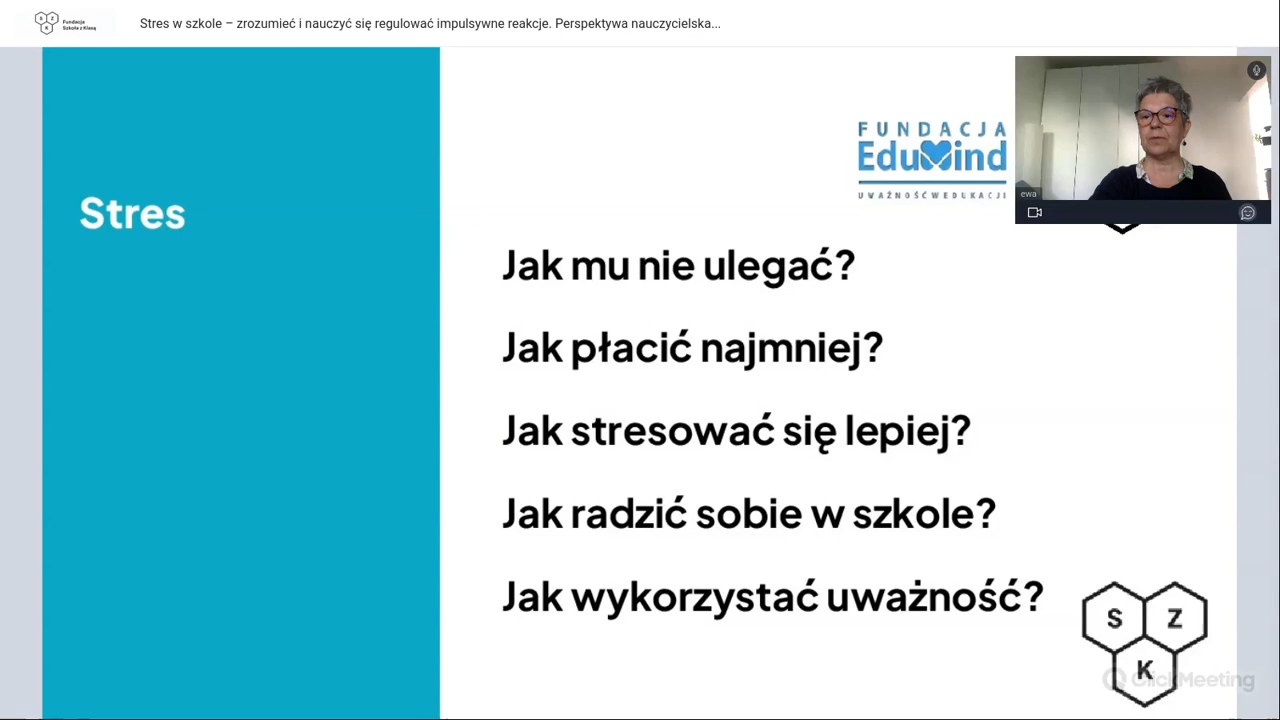 S Z
K
Fundacja
Szkoła z Klasą
Stres w szkole – zrozumieć i nauczyć się regulować impulsywne reakcje. Perspektywa nauczycielska...
FUNDACJA
EduMind
UWAŻNOŚĆ W EDUKACJI
ewa
Stres
Jak mu nie ulegać?
Jak płacić najmniej?
Jak stresować się lepiej?
Jak radzić sobie w szkole?
Jak wykorzystać uważność?
S Z
K
ClickMeeting